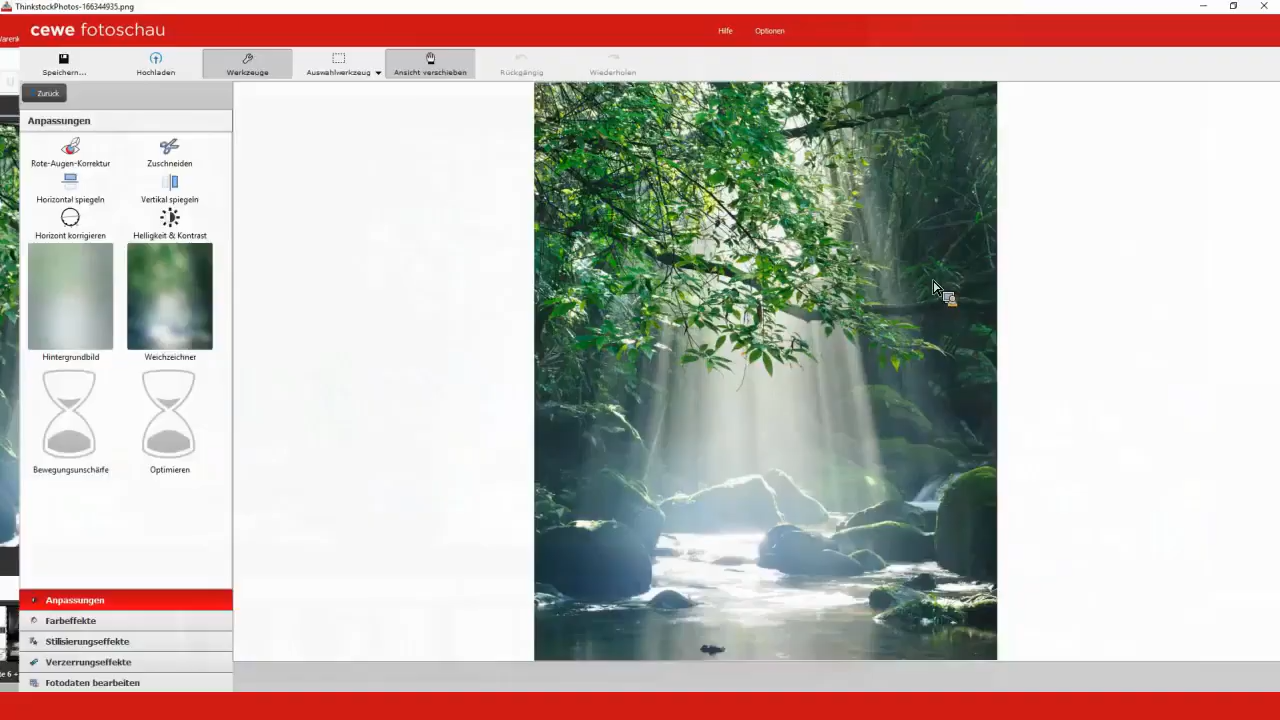 ThinkstockPhotos-166344935.png
cewe fotoschau
Hilfe
Optionen
Speichern...
Hochladen
Werkzeuge
Auswahlwerkzeug
Ansicht verschieben
Rückgängig
Wiederholen
Zurück
Anpassungen
Rote-Augen-Korrektur
Zuschneiden
Horizontal spiegeln
Vertikal spiegeln
Horizont korrigieren
Helligkeit & Kontrast
Hintergrundbild
Weichzeichner
Bewegungsunschärfe
Optimieren
Anpassungen
Farbeffekte
Stilisierungseffekte
Verzerrungseffekte
Fotodaten bearbeiten